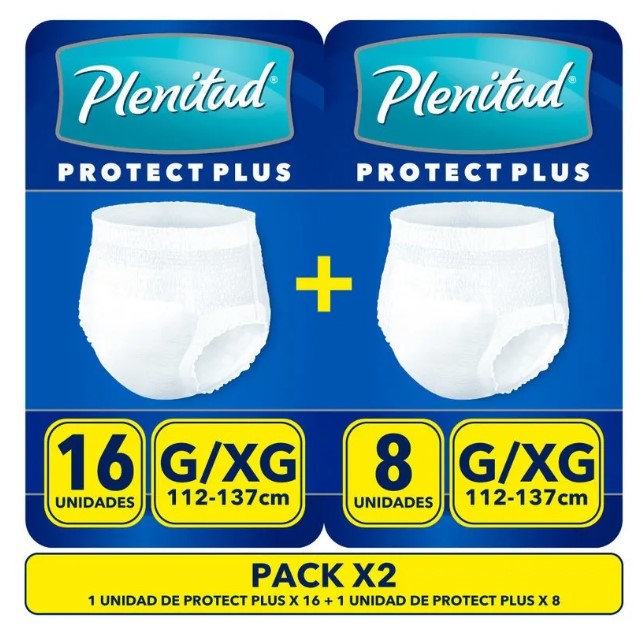 Plenitud®
PROTECT PLUS
16
UNIDADES
G/XG
112-137cm
+
Plenitud®
PROTECT PLUS
8
UNIDADES
G/XG
112-137cm
PACK X2
1 UNIDAD DE PROTECT PLUS X 16 + 1 UNIDAD DE PROTECT PLUS X 8